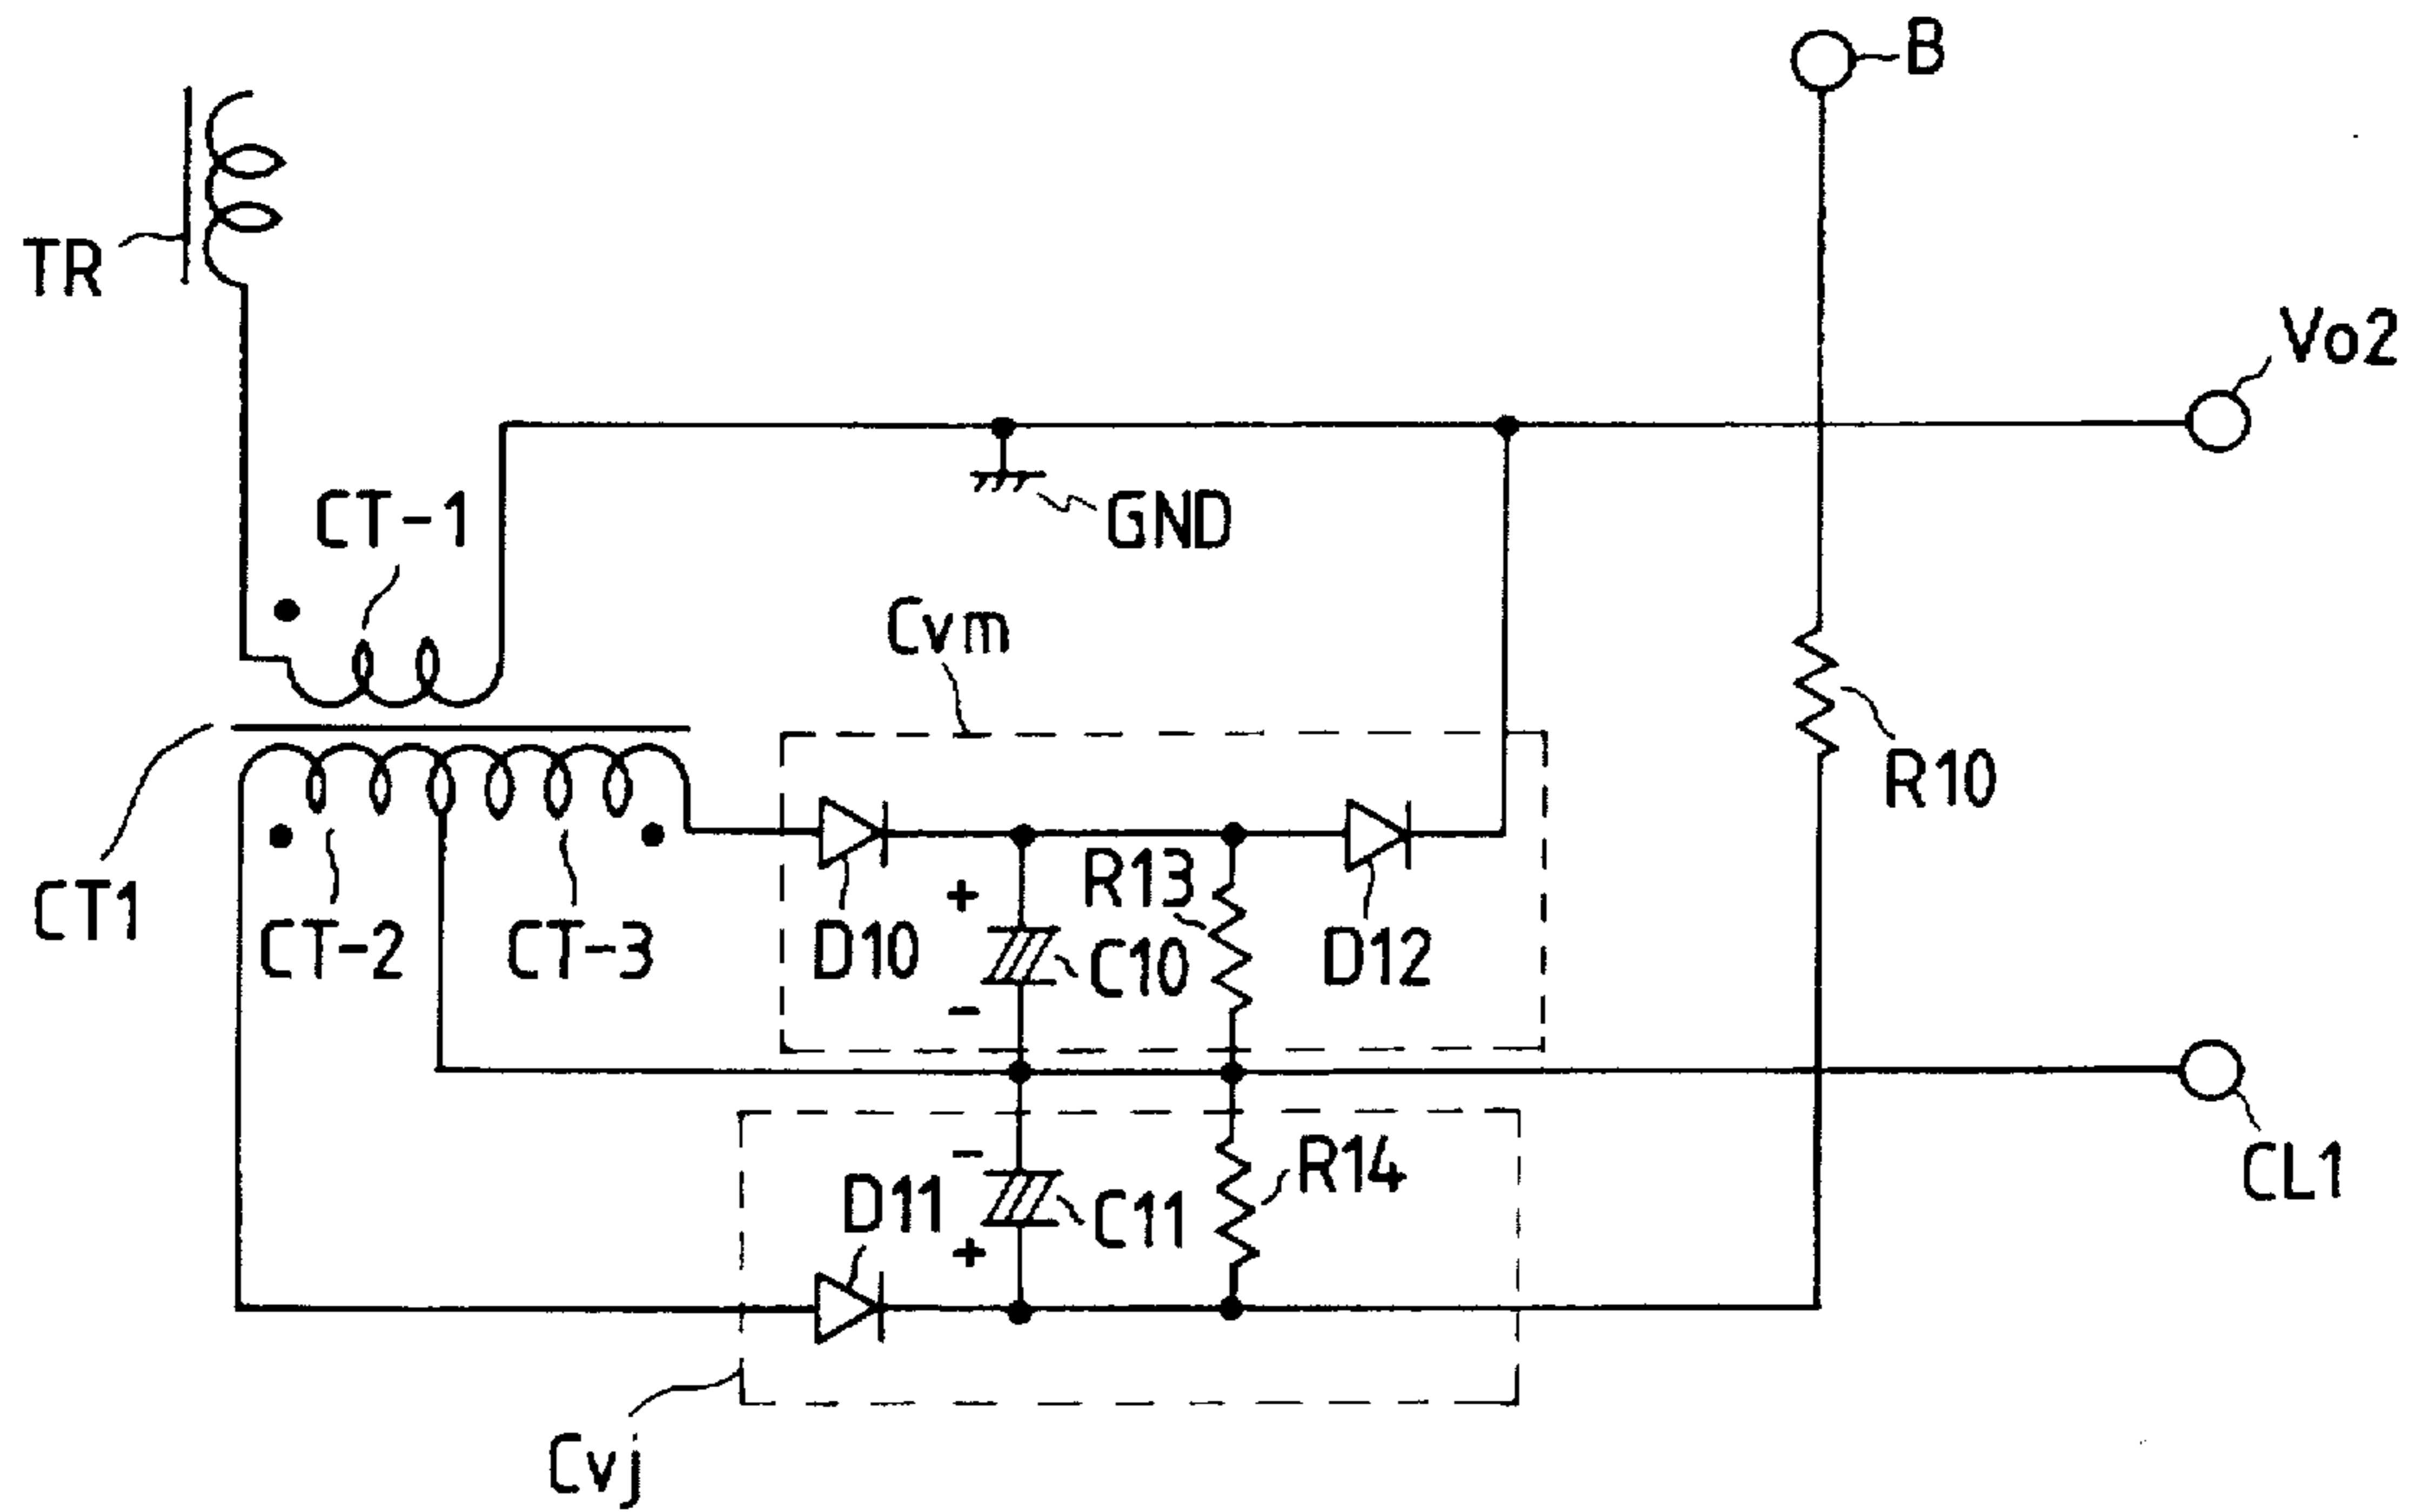 B
TR
Vo2
CT-1
GND
Cvm
R10
CT1
CT-2
CT-3
D10
+
C10
-
R13
D12
CL1
-
D11
C11
+
R14
Cvj